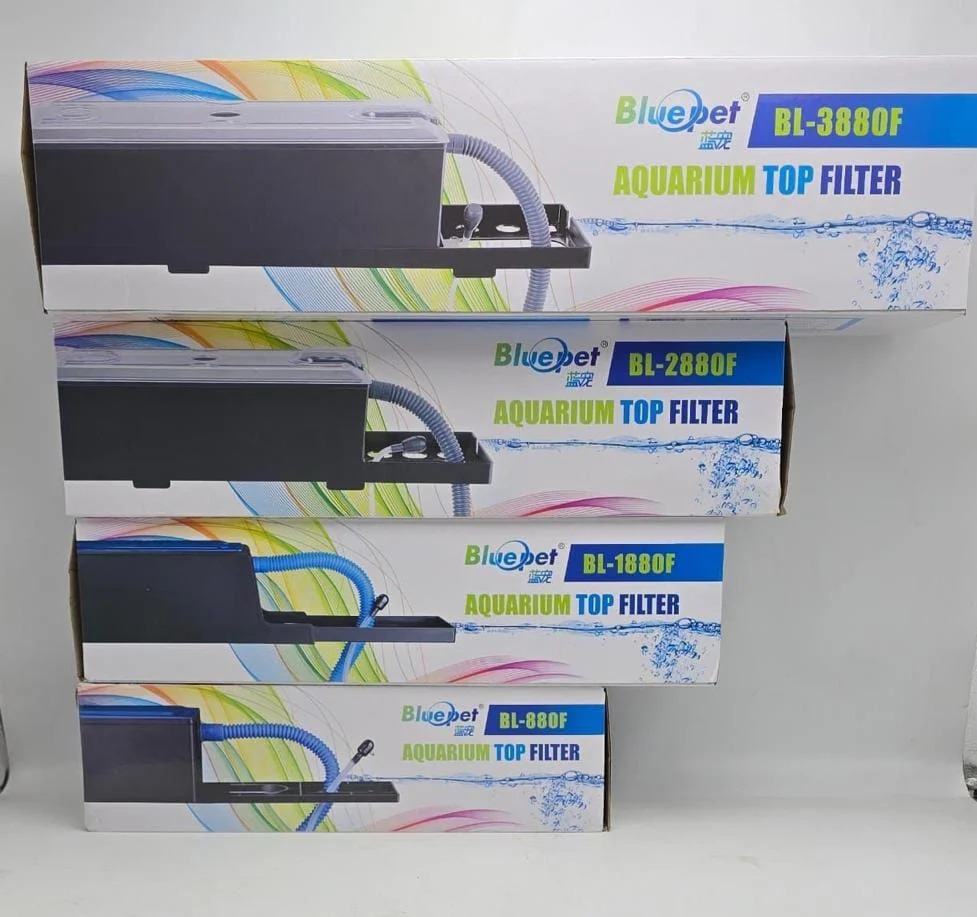 Bluepet®
蓝宠
BL-3880F
AQUARIUM TOP FILTER
Bluepet®
蓝宠
BL-2880F
AQUARIUM TOP FILTER
Bluepet®
蓝宠
BL-1880F
AQUARIUM TOP FILTER
Bluepet®
蓝宠
BL-880F
AQUARIUM TOP FILTER